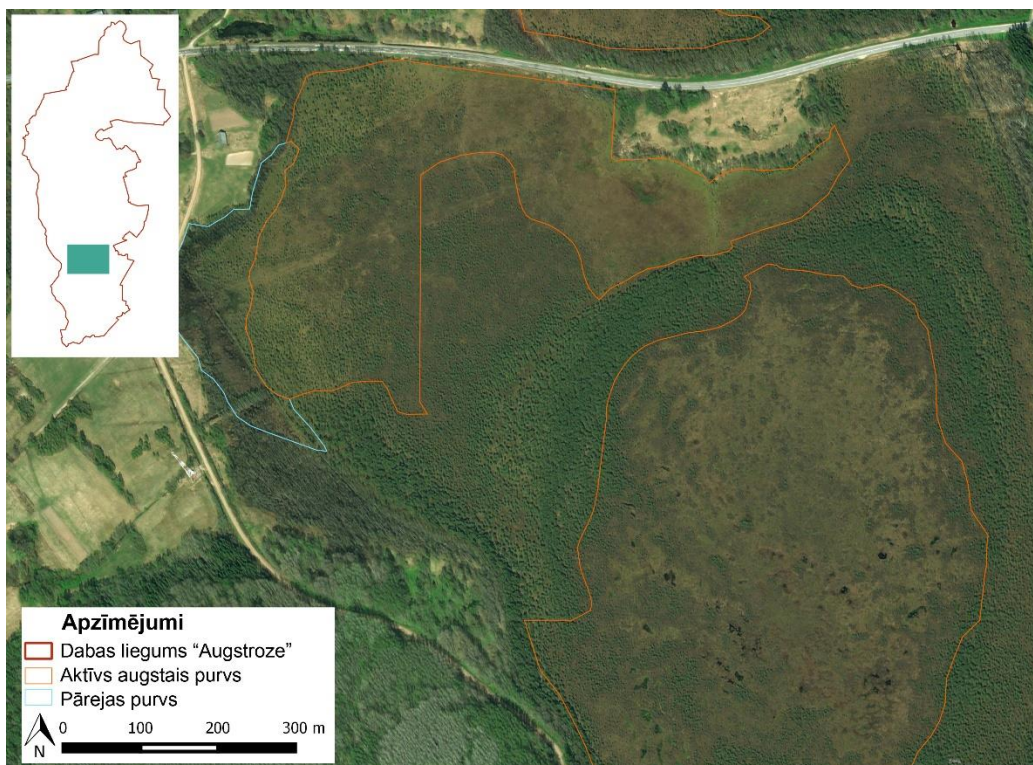 Apzīmējumi
Dabas liegums “Augstroze”
Aktīvs augstais purvs
Pārejas purvs
0 100 200 300 m
N